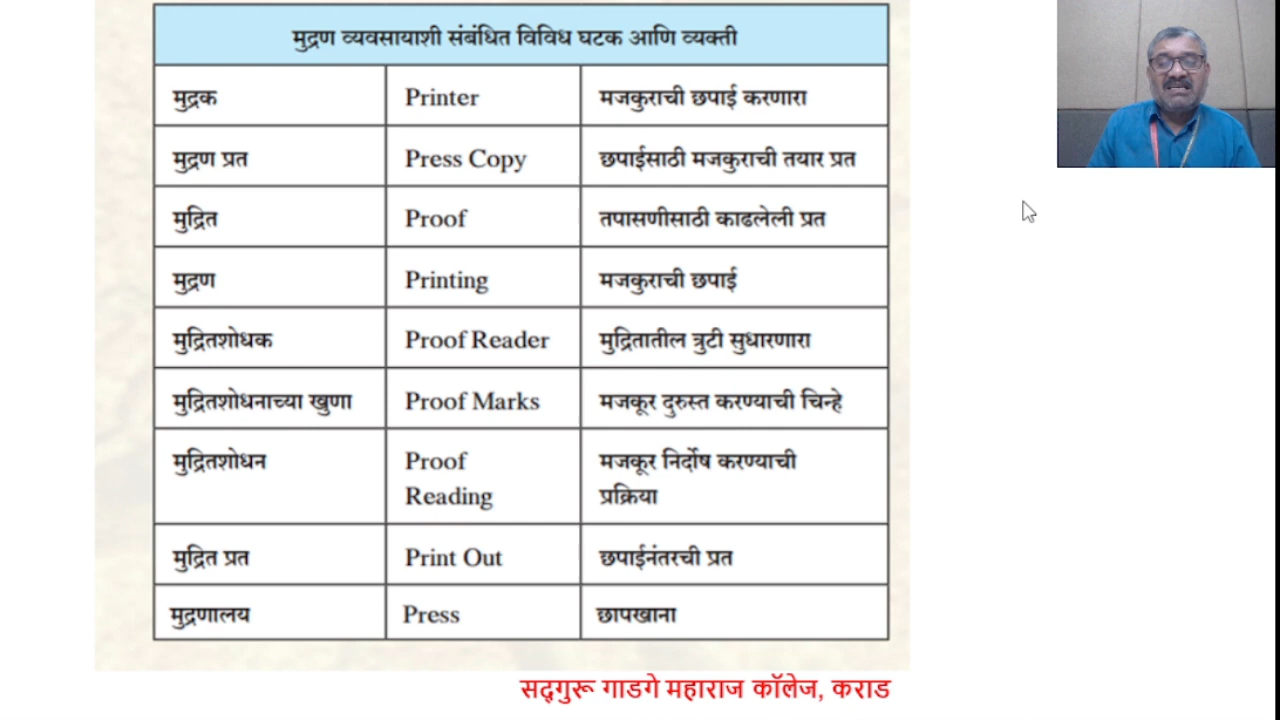 मुद्रण व्यवसायाशी संबंधित विविध घटक आणि व्यक्ती
मुद्रक Printer मजकुराची छपाई करणारा
मुद्रण प्रत Press Copy छपाईसाठी मजकुराची तयार प्रत
मुद्रित Proof तपासणीसाठी काढलेली प्रत
मुद्रण Printing मजकुराची छपाई
मुद्रितशोधक Proof Reader मुद्रितातील त्रुटी सुधारणारा
मुद्रितशोधनाच्या खुणा Proof Marks मजकूर दुरुस्त करण्याची चिन्हे
मुद्रितशोधन Proof मजकूर निर्दोष करण्याची
Reading प्रक्रिया
मुद्रित प्रत Print Out छपाईनंतरची प्रत
मुद्रणालय Press छापखाना
सद्‌गुरू गाडगे महाराज कॉलेज, कराड